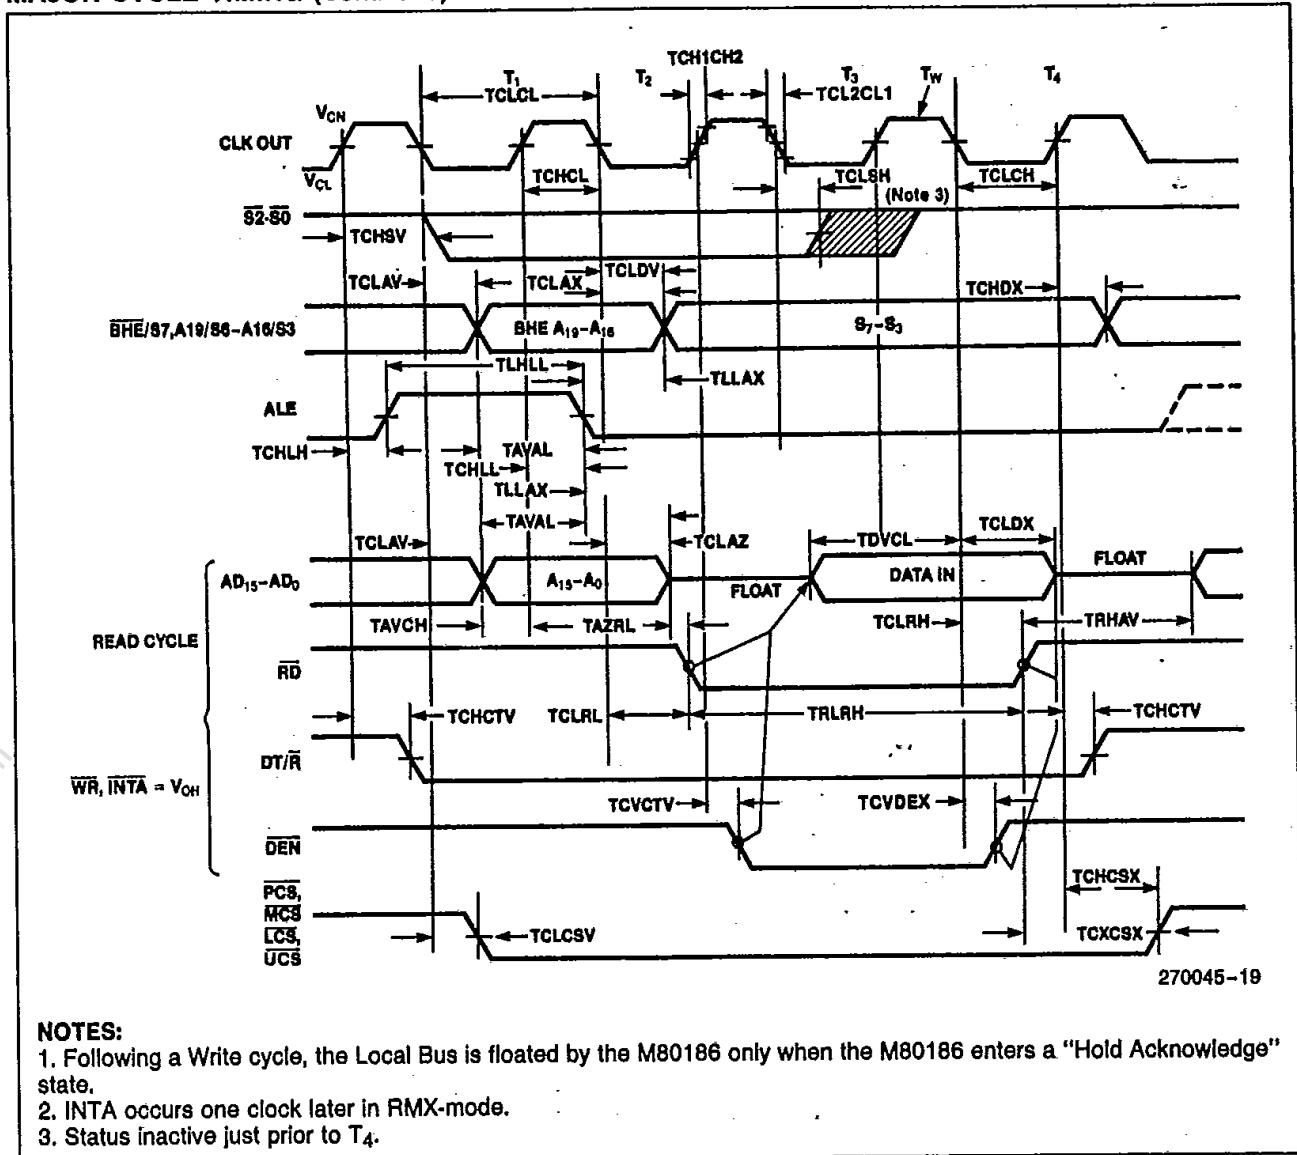 TCH1CH2
T1 T2 T3 TW T4
TCLCL TCL2CL1
VCN
CLK OUT
VCL
TCHCL TCLSH TCLCH
(Note 3)
S2-S0
TCHSV
TCLAV TCLAX TCLDV TCHDX
BHE/S7,A19/S6–A16/S3 BHE A19–A16 S7–S3
TLHLL
TLLAX
ALE
TCHLH TAVAL
TCHLL
TLLAX
TAVAL
TCLAV TCLAZ TDVCL TCLDX
AD15–AD0 A15–A0 FLOAT DATA IN FLOAT
TAVCH TAZRL TCLRH TRHAV
READ CYCLE
RD
TCHCTV TCLRL TRLRH TCHCTV
DT/R
WR, INTA = VOH
TCVCTV TCVDEX
DEN
TCHCSX
PCS,
MCS
LCS, TCLCSV TCXCSX
UCS
270045–19
NOTES:
1. Following a Write cycle, the Local Bus is floated by the M80186 only when the M80186 enters a "Hold Acknowledge"
state.
2. INTA occurs one clock later in RMX-mode.
3. Status inactive just prior to T4.